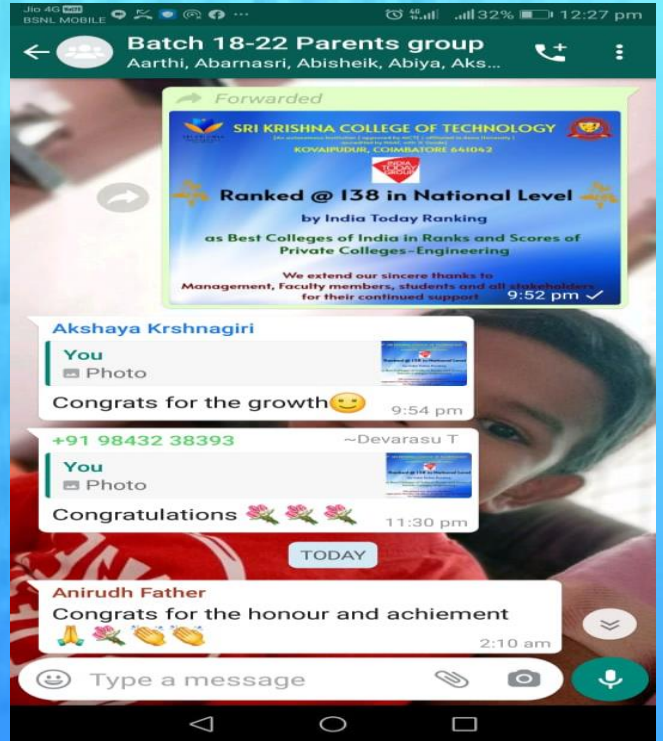 Jio 4G VoLTE
BSNL MOBILE
... 4G 32% 12:27 pm
Batch 18-22 Parents group
Aarthi, Abarnasri, Abisheik, Abiya, Aks...
Forwarded
SRI KRISHNA COLLEGE OF TECHNOLOGY
KOVAIPUDUR, COIMBATORE 641042
INDIA
TODAY
GROUP
Ranked @ 138 in National Level
by India Today Ranking
as Best Colleges of India in Ranks and Scores of
Private Colleges-Engineering
We extend our sincere thanks to
Management, Faculty members, students and all stakeholders
for their continued support 9:52 pm
Akshaya Krshnagiri
You
Photo
Congrats for the growth🙂 9:54 pm
+91 98432 38393 ~Devarasu T
You
Photo
Congratulations 🌹 🌹 🌹 11:30 pm
TODAY
Anirudh Father
Congrats for the honour and achiement
🙏 🌹 👏 👏 2:10 am
Type a message